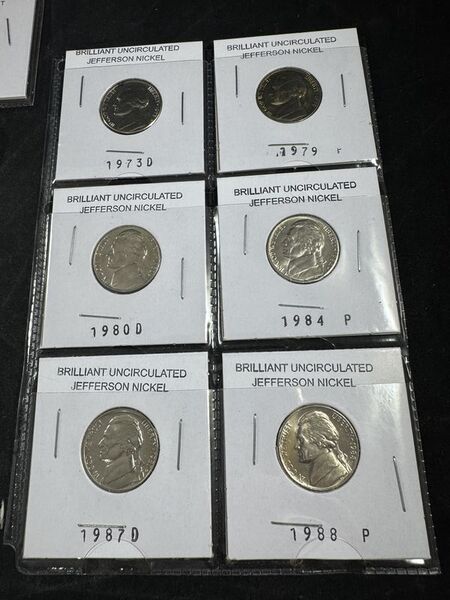 BRILLIANT UNCIRCULATED
JEFFERSON NICKEL
1973D
BRILLIANT UNCIRCULATED
JEFFERSON NICKEL
1979
BRILLIANT UNCIRCULATED
JEFFERSON NICKEL
1980D
BRILLIANT UNCIRCULATED
JEFFERSON NICKEL
1984 P
BRILLIANT UNCIRCULATED
JEFFERSON NICKEL
1987D
BRILLIANT UNCIRCULATED
JEFFERSON NICKEL
1988 P